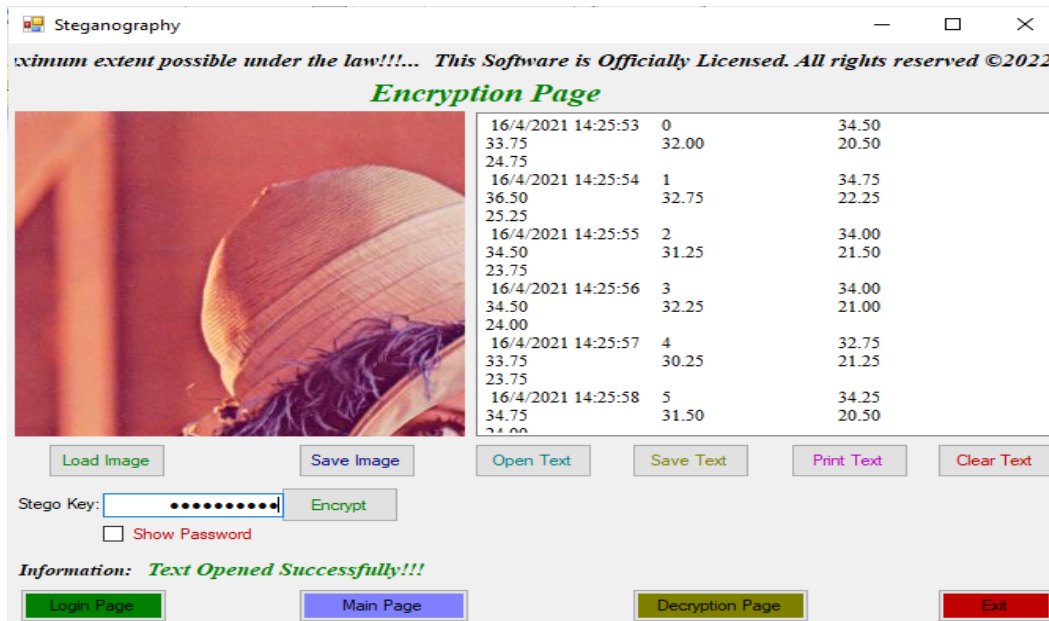 Steganography
ximum extent possible under the law!!!... This Software is Officially Licensed. All rights reserved ©2022
Encryption Page
16/4/2021 14:25:53 0 34.50
33.75 32.00 20.50
24.75
16/4/2021 14:25:54 1 34.75
36.50 32.75 22.25
25.25
16/4/2021 14:25:55 2 34.00
34.50 31.25 21.50
23.75
16/4/2021 14:25:56 3 34.00
34.50 32.25 21.00
24.00
16/4/2021 14:25:57 4 32.75
33.75 30.25 21.25
23.75
16/4/2021 14:25:58 5 34.25
34.75 31.50 20.50
24.00
Load Image Save Image Open Text Save Text Print Text Clear Text
Stego Key: ●●●●●●●●●● Encrypt
Show Password
Information: Text Opened Successfully!!!
Login Page Main Page Decryption Page Exit